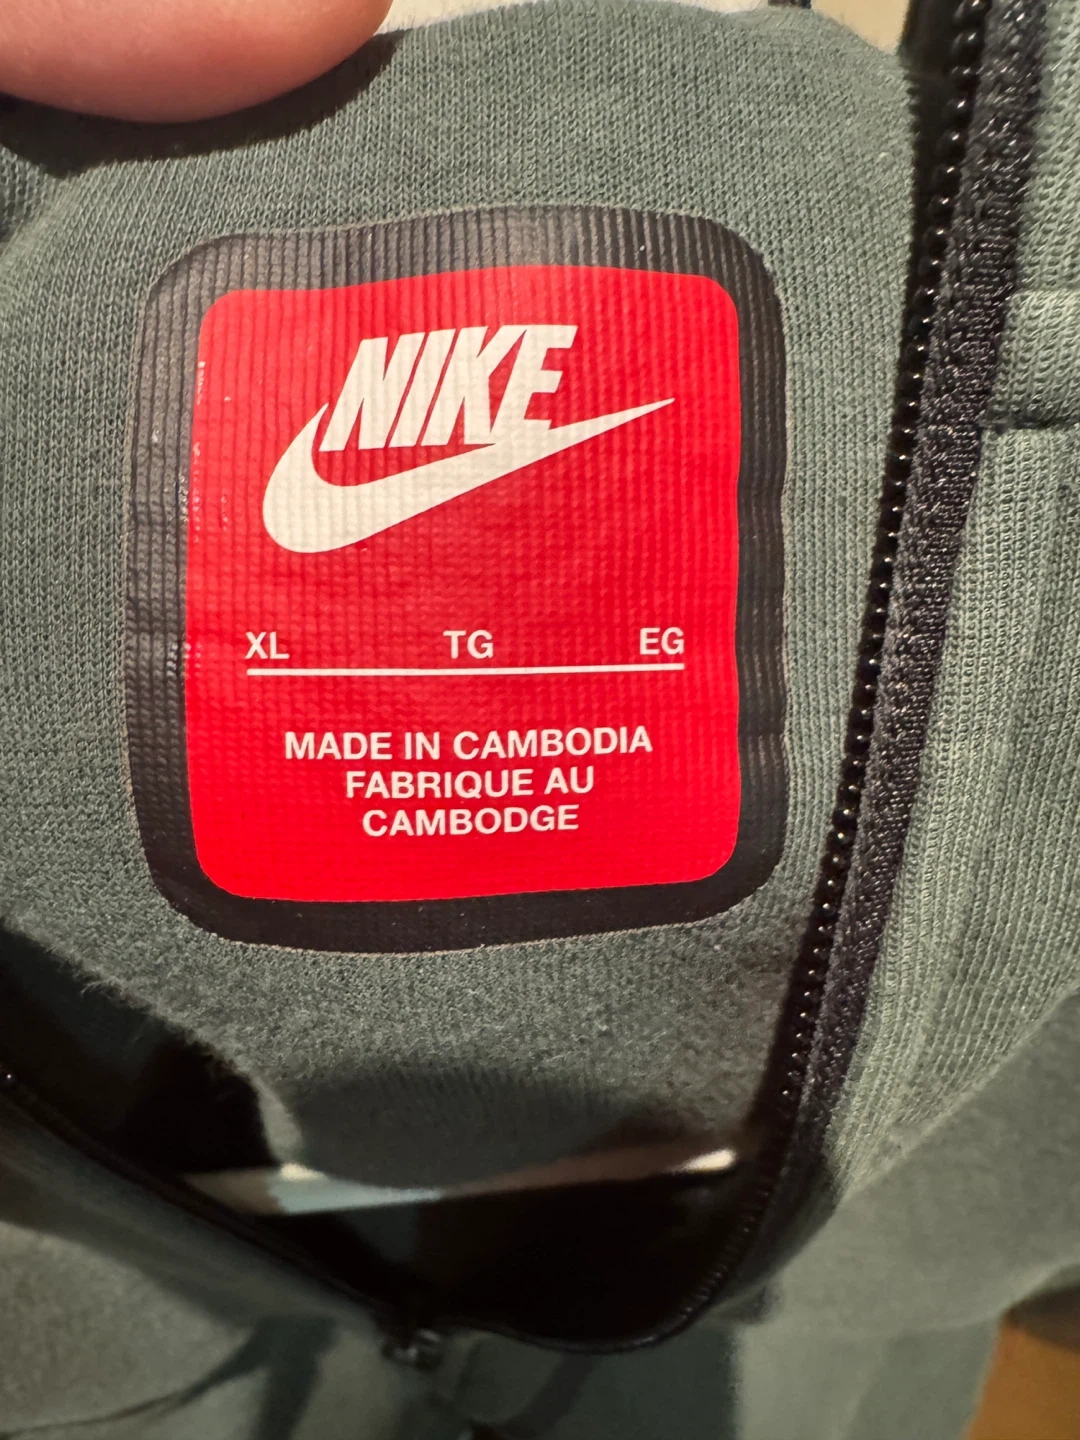 NIKE
XL TG EG
MADE IN CAMBODIA
FABRIQUE AU
CAMBODGE